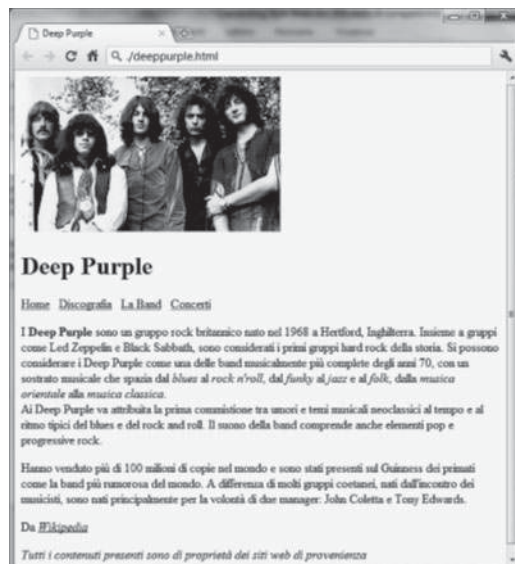 Deep Purple
./deeppurple.html
Deep Purple
Home Discografia La Band Concerti
I Deep Purple sono un gruppo rock britannico nato nel 1968 a Hertford, Inghilterra. Insieme a gruppi
come Led Zeppelin e Black Sabbath, sono considerati i primi gruppi hard rock della storia. Si possono
considerare i Deep Purple come una delle band musicalmente più complete degli anni 70, con un
sostrato musicale che spazia dal blues al rock n'roll, dal funky al jazz e al folk, dalla musica
orientale alla musica classica.
Ai Deep Purple va attribuita la prima commistione tra umori e temi musicali neoclassici al tempo e al
ritmo tipici del blues e del rock and roll. Il suono della band comprende anche elementi pop e
progressive rock.
Hanno venduto più di 100 milioni di copie nel mondo e sono stati presenti sul Guinness dei primati
come la band più rumorosa del mondo. A differenza di molti gruppi coetanei, nati dall'incontro dei
musicisti, sono nati principalmente per la volontà di due manager: John Coletta e Tony Edwards.
Da Wikipedia
Tutti i contenuti presenti sono di proprietà dei siti web di provenienza